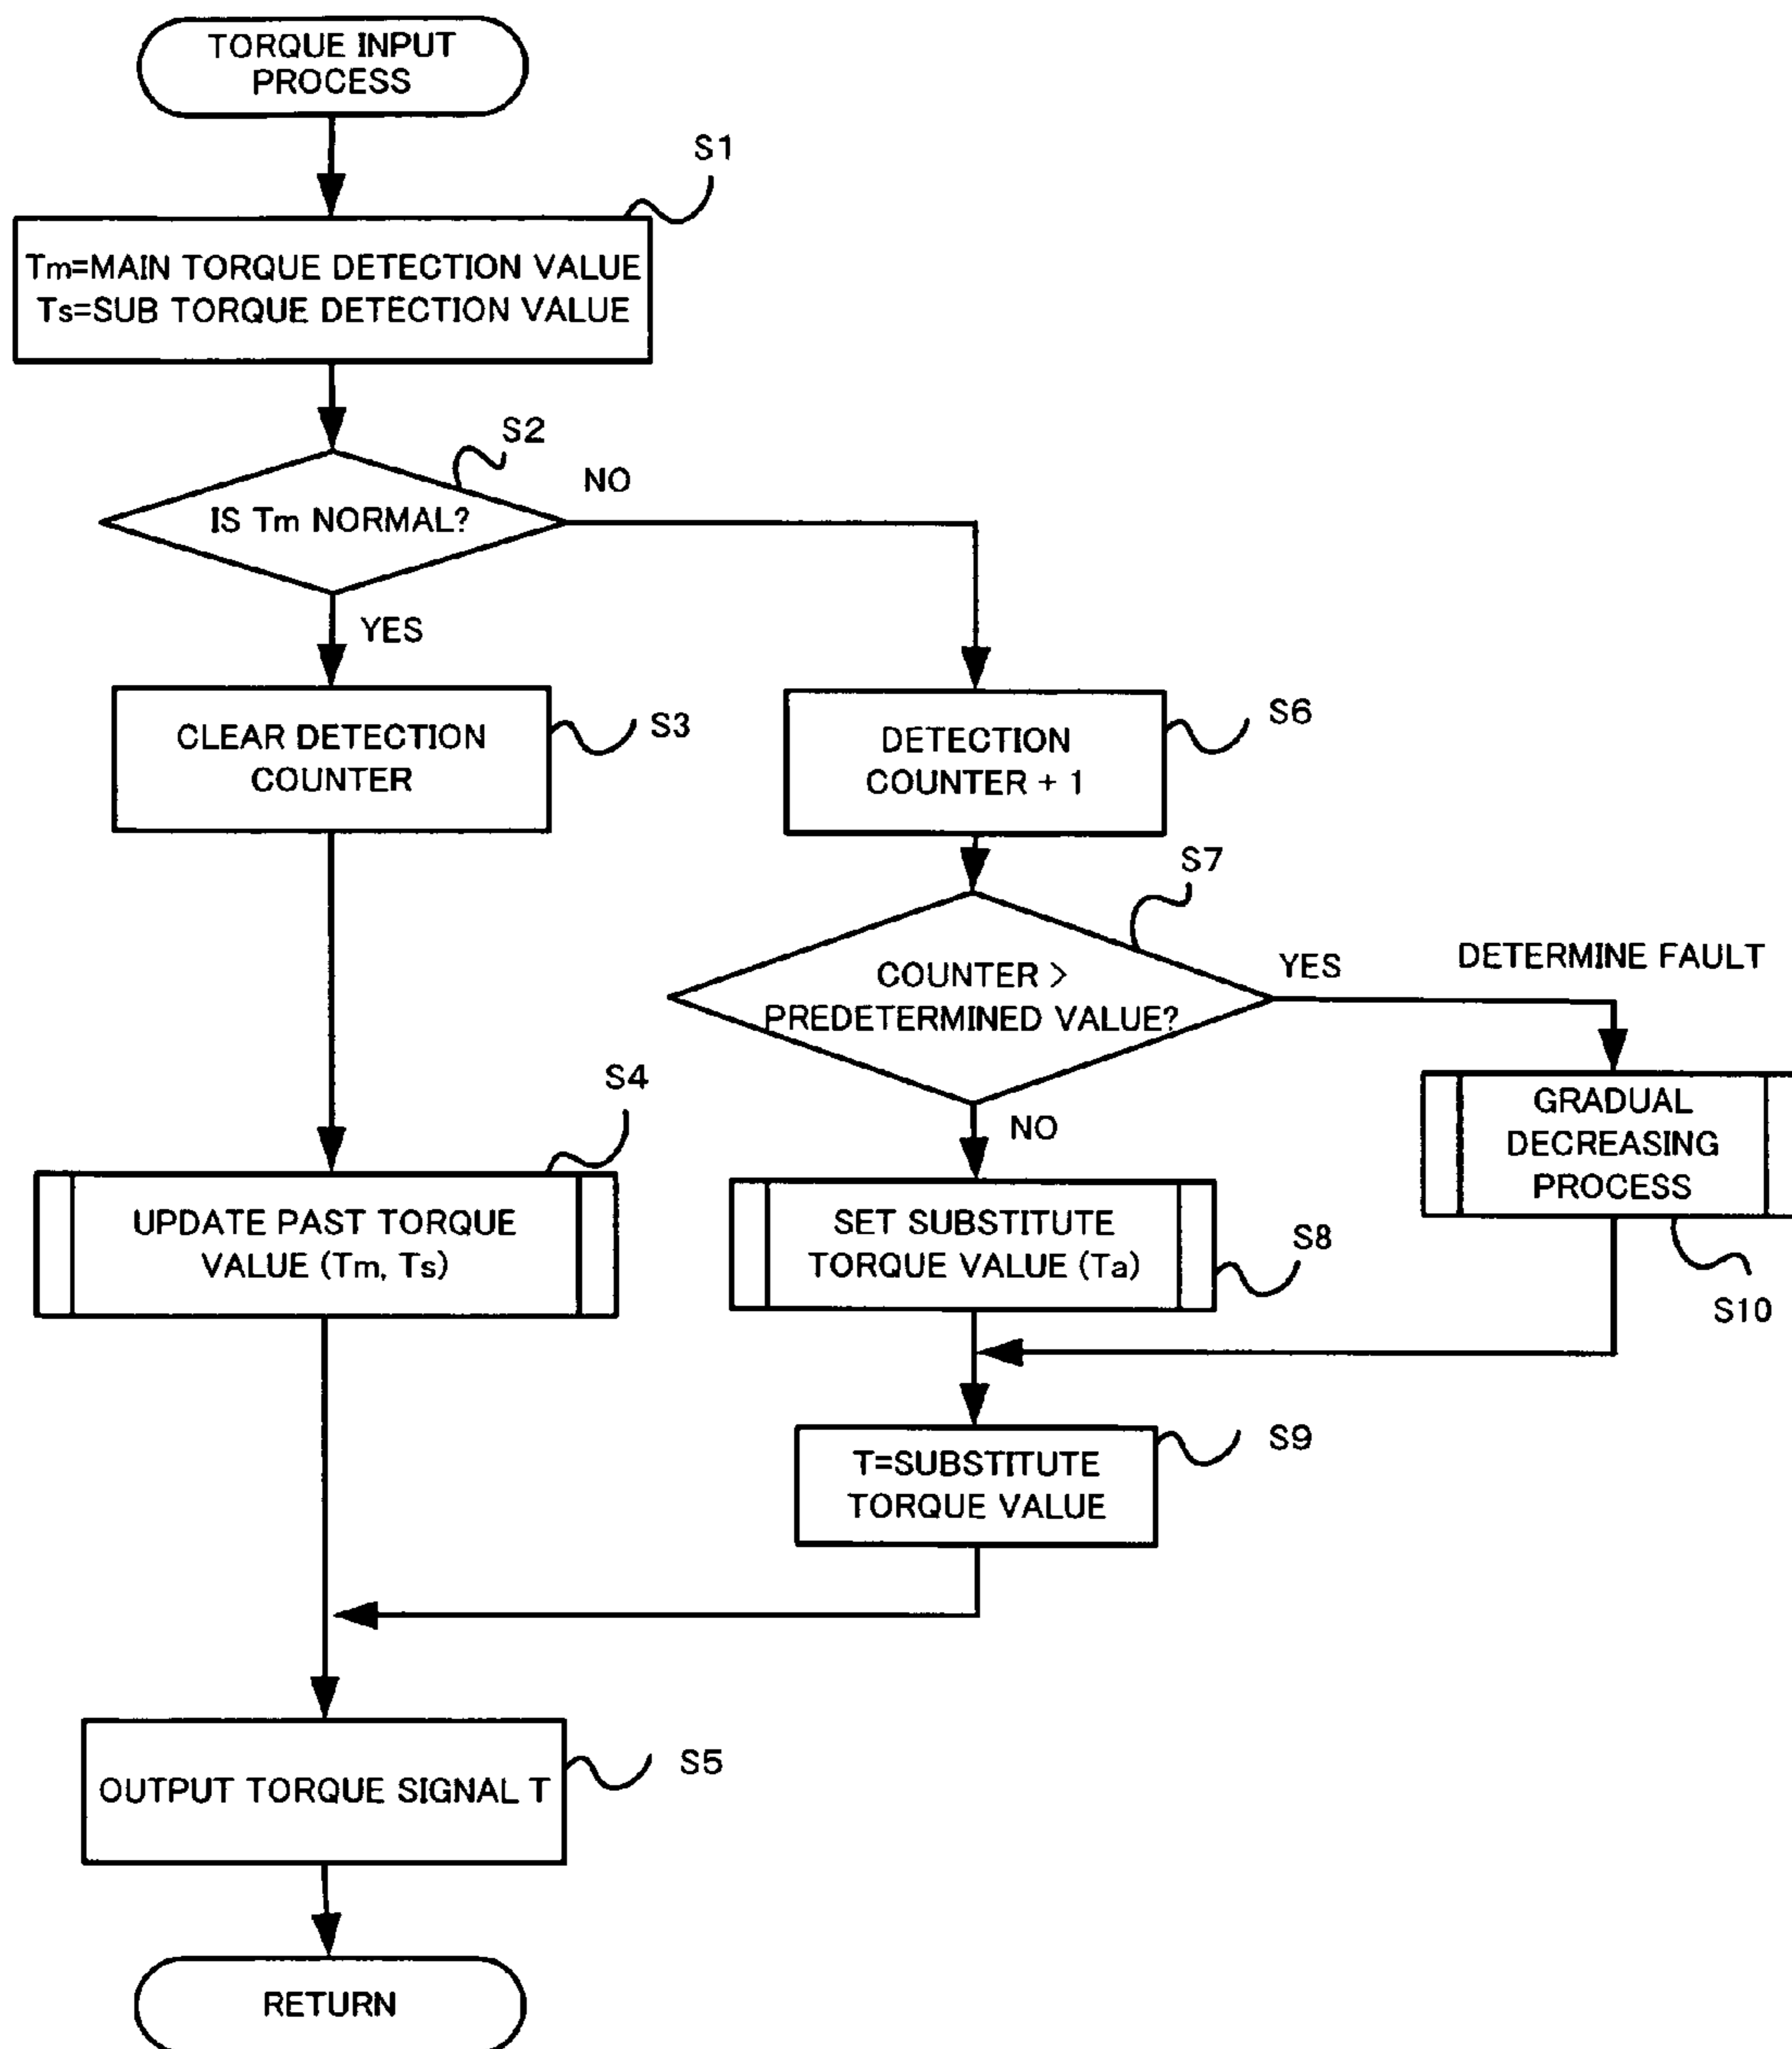 TORQUE INPUT
PROCESS
S1
Tm=MAIN TORQUE DETECTION VALUE
Ts=SUB TORQUE DETECTION VALUE
S2
IS Tm NORMAL?
NO
YES
CLEAR DETECTION
COUNTER
S3
DETECTION
COUNTER + 1
S6
S7
COUNTER >
PREDETERMINED VALUE?
YES
DETERMINE FAULT
NO
GRADUAL
DECREASING
PROCESS
S10
S4
UPDATE PAST TORQUE
VALUE (Tm, Ts)
SET SUBSTITUTE
TORQUE VALUE (Ta)
S8
T=SUBSTITUTE
TORQUE VALUE
S9
OUTPUT TORQUE SIGNAL T
S5
RETURN